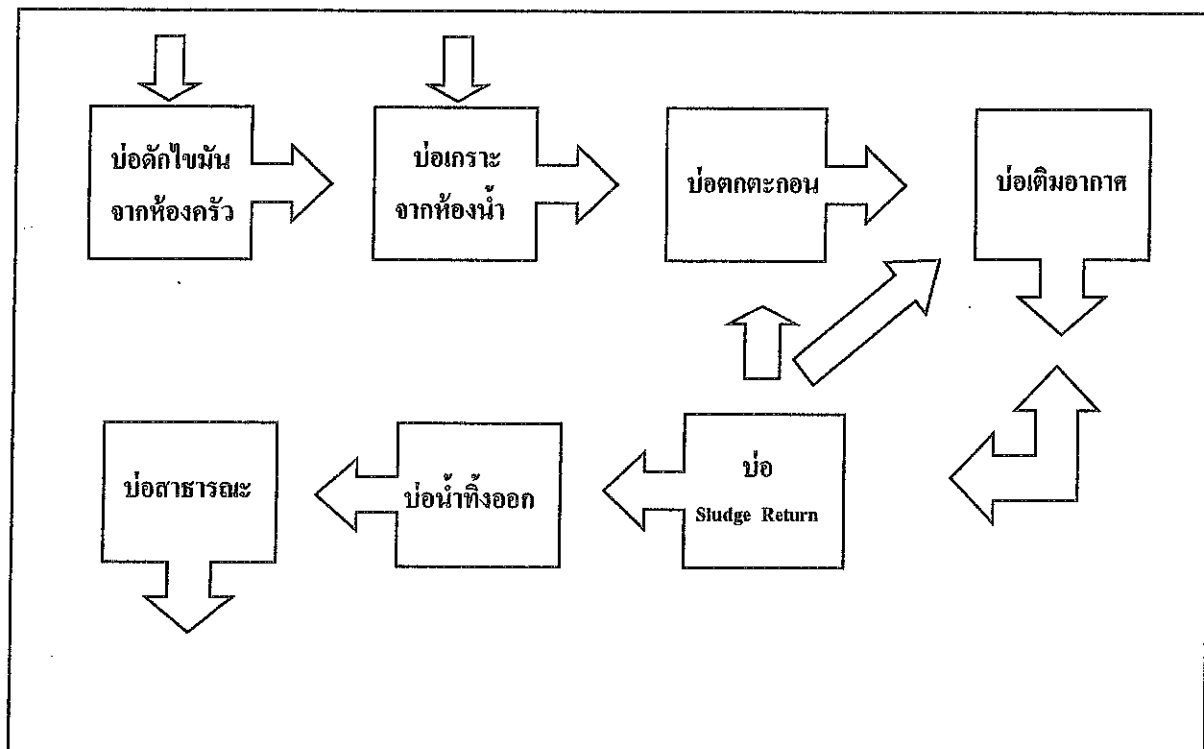 บ่อดักไขมัน
จากห้องครัว
บ่อเกราะ
จากห้องน้ำ
บ่อตกตะกอน
บ่อเติมอากาศ
บ่อสาธารณะ
บ่อน้ำทิ้งออก
บ่อ
Sludge Return